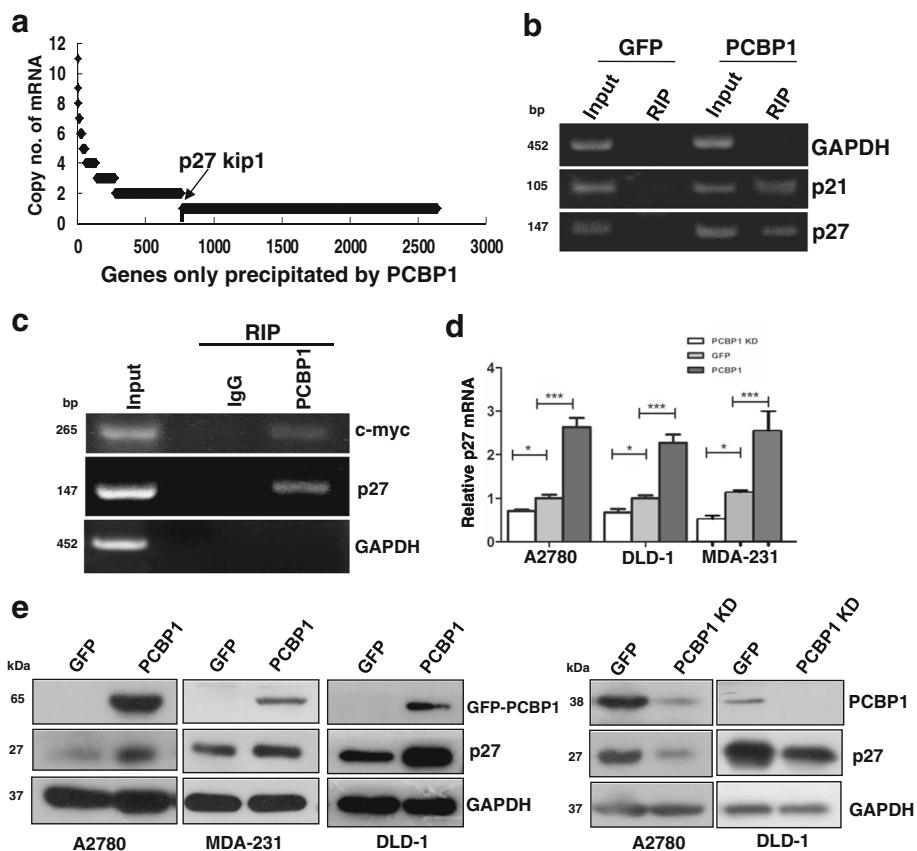 a
Copy no. of mRNA
12
10
8
6
4
2
0
p27 kip1
0 500 1000 1500 2000 2500 3000
Genes only precipitated by PCBP1
b
GFP PCBP1
bp Input RIP Input RIP
452 GAPDH
105 p21
147 p27
c
RIP
bp Input IgG PCBP1
265 c-myc
147 p27
452 GAPDH
d
PCBP1 KD
GFP
PCBP1
Relative p27 mRNA
4
3
2
1
0
* *** * *** * ***
A2780 DLD-1 MDA-231
e
kDa GFP PCBP1 GFP PCBP1 GFP PCBP1
65 GFP-PCBP1
27 p27
37 GAPDH
A2780 MDA-231 DLD-1
kDa GFP PCBP1 KD GFP PCBP1 KD
38 PCBP1
27 p27
37 GAPDH
A2780 DLD-1